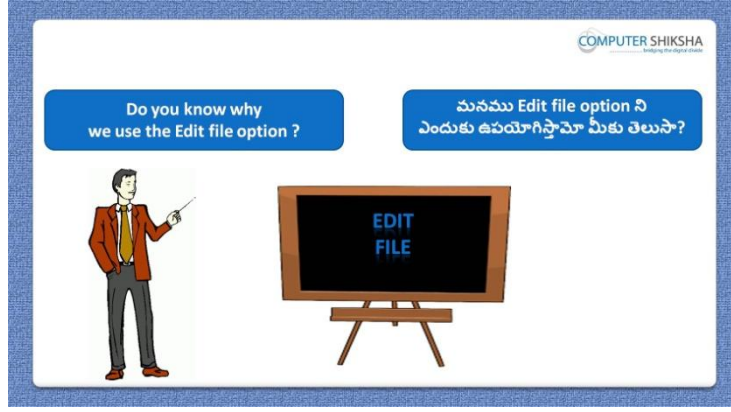 COMPUTER SHIKSHA
bridging the digital divide
Do you know why
we use the Edit file option ?
మనము Edit file option ని
ఎందుకు ఉపయోగిస్తామో మీకు తెలుసా?
EDIT
FILE